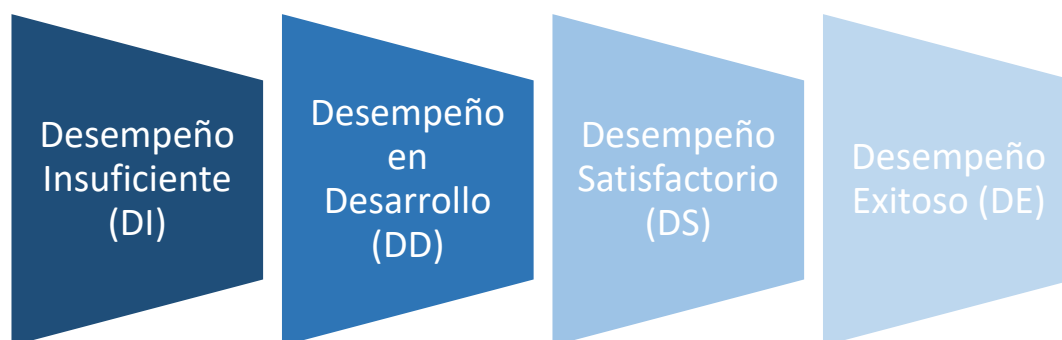 Desempeño
Insuficiente
(DI)
Desempeño
en
Desarrollo
(DD)
Desempeño
Satisfactorio
(DS)
Desempeño
Exitoso (DE)